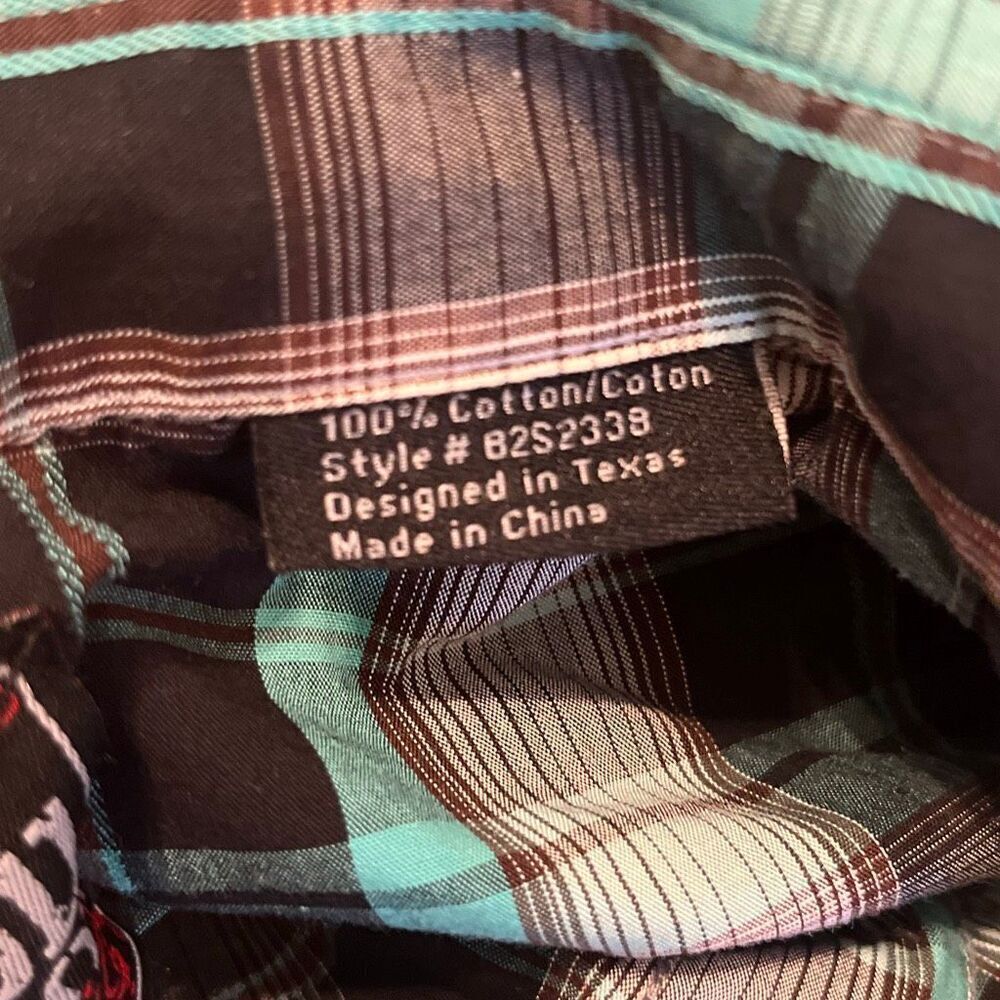 100% Cotton/Coton
Style # B2S2338
Designed in Texas
Made in China